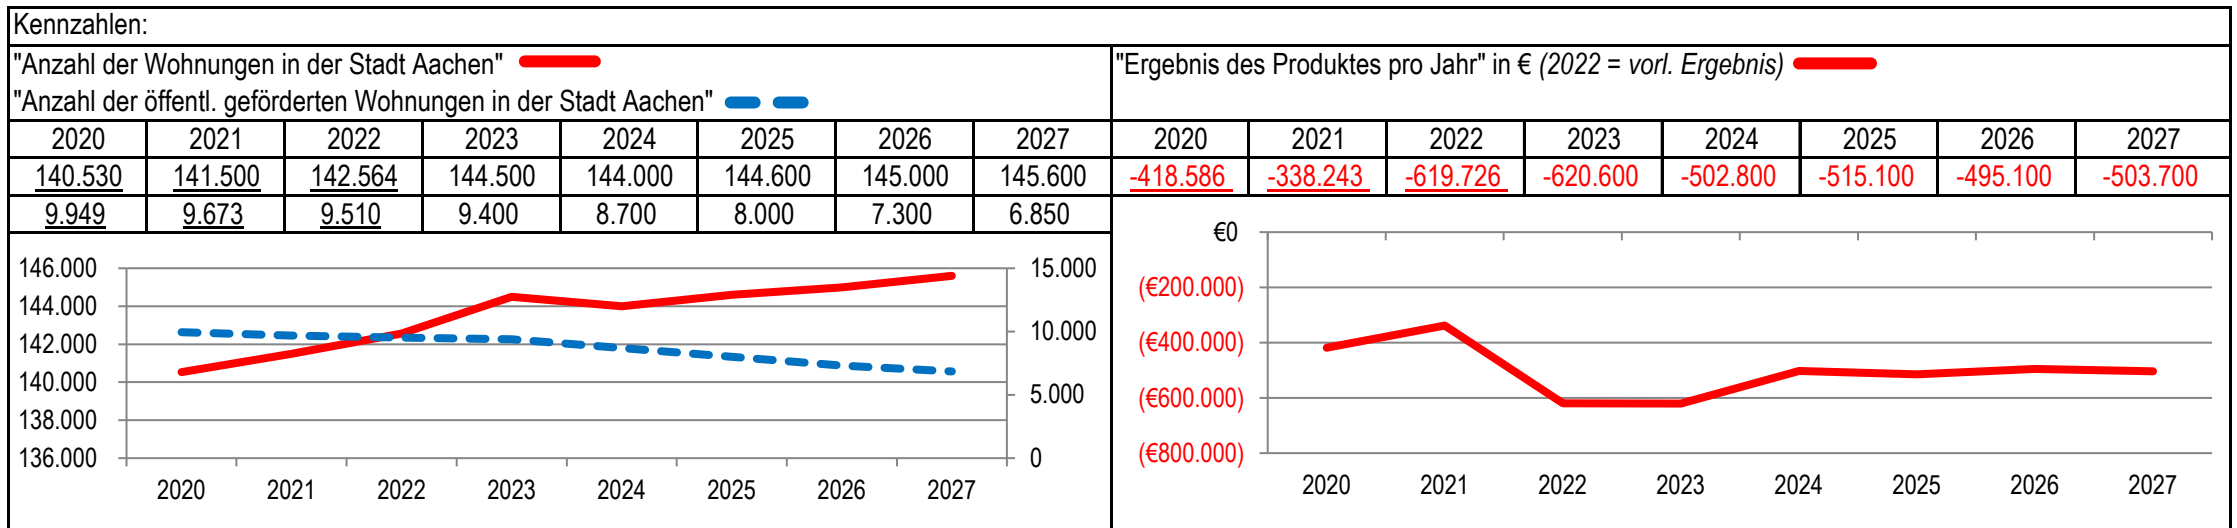 Kennzahlen:
"Anzahl der Wohnungen in der Stadt Aachen"
"Anzahl der öffentl. geförderten Wohnungen in der Stadt Aachen"
2020 2021 2022 2023 2024 2025 2026 2027
140.530 141.500 142.564 144.500 144.000 144.600 145.000 145.600
9.949 9.673 9.510 9.400 8.700 8.000 7.300 6.850
146.000 15.000
144.000
142.000 10.000
140.000
138.000 5.000
136.000 0
2020 2021 2022 2023 2024 2025 2026 2027
"Ergebnis des Produktes pro Jahr" in € (2022 = vorl. Ergebnis)
2020 2021 2022 2023 2024 2025 2026 2027
-418.586 -338.243 -619.726 -620.600 -502.800 -515.100 -495.100 -503.700
€0
(€200.000)
(€400.000)
(€600.000)
(€800.000)
2020 2021 2022 2023 2024 2025 2026 2027